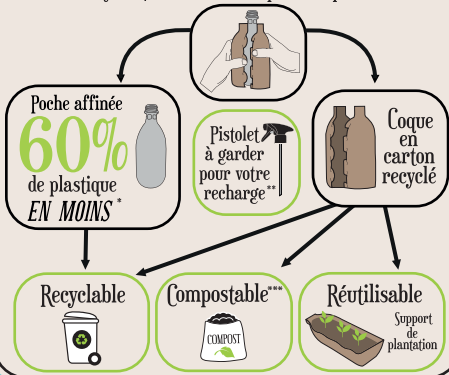 Poche affinée
60%
de plastique
EN MOINS*
Pistolet
à garder
pour votre
recharge**
Coque
en
carton
recyclé
Recyclable
Compostable***
COMPOST
Réutilisable
Support
de
plantation